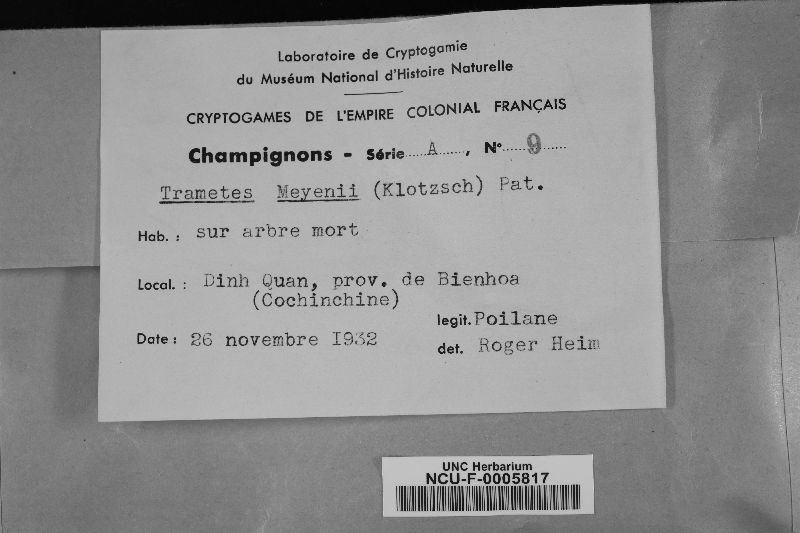 Laboratoire de Cryptogamie
du Muséum National d'Histoire Naturelle
CRYPTOGAMES DE L'EMPIRE COLONIAL FRANÇAIS
Champignons - Série A, N° 9
Trametes Meyenii (Klotzsch) Pat.
Hab. : sur arbre mort
Local. : Dinh Quan, prov. de Bienhoa
(Cochinchine)
legit. Poilane
Date : 26 novembre I932
det. Roger Heim
UNC Herbarium
NCU-F-0005817